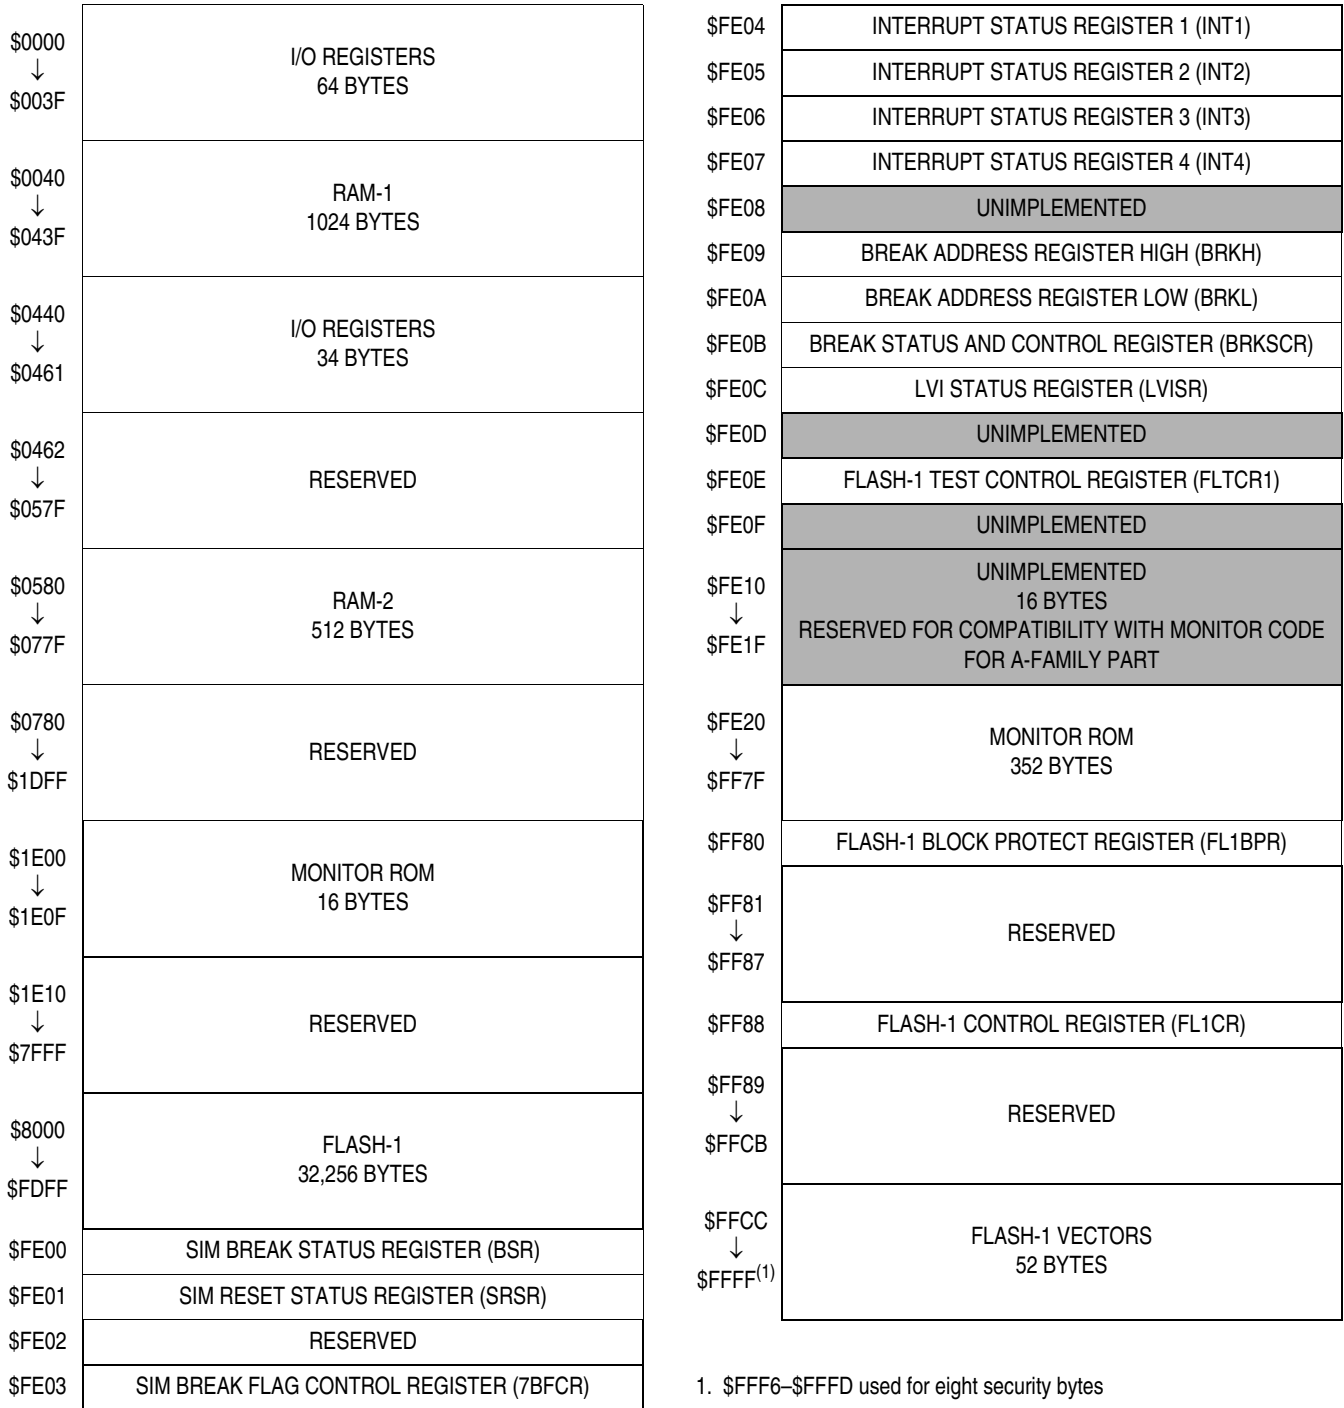 $0000
↓
$003F
I/O REGISTERS
64 BYTES
$0040
↓
$043F
RAM-1
1024 BYTES
$0440
↓
$0461
I/O REGISTERS
34 BYTES
$0462
↓
$057F
RESERVED
$0580
↓
$077F
RAM-2
512 BYTES
$0780
↓
$1DFF
RESERVED
$1E00
↓
$1E0F
MONITOR ROM
16 BYTES
$1E10
↓
$7FFF
RESERVED
$8000
↓
$FDFF
FLASH-1
32,256 BYTES
$FE00 SIM BREAK STATUS REGISTER (BSR)
$FE01 SIM RESET STATUS REGISTER (SRSR)
$FE02 RESERVED
$FE03 SIM BREAK FLAG CONTROL REGISTER (7BFCR)
$FE04 INTERRUPT STATUS REGISTER 1 (INT1)
$FE05 INTERRUPT STATUS REGISTER 2 (INT2)
$FE06 INTERRUPT STATUS REGISTER 3 (INT3)
$FE07 INTERRUPT STATUS REGISTER 4 (INT4)
$FE08 UNIMPLEMENTED
$FE09 BREAK ADDRESS REGISTER HIGH (BRKH)
$FE0A BREAK ADDRESS REGISTER LOW (BRKL)
$FE0B BREAK STATUS AND CONTROL REGISTER (BRKSCR)
$FE0C LVI STATUS REGISTER (LVISR)
$FE0D UNIMPLEMENTED
$FE0E FLASH-1 TEST CONTROL REGISTER (FLTCR1)
$FE0F UNIMPLEMENTED
$FE10
↓
$FE1F
UNIMPLEMENTED
16 BYTES
RESERVED FOR COMPATIBILITY WITH MONITOR CODE
FOR A-FAMILY PART
$FE20
↓
$FF7F
MONITOR ROM
352 BYTES
$FF80 FLASH-1 BLOCK PROTECT REGISTER (FL1BPR)
$FF81
↓
$FF87
RESERVED
$FF88 FLASH-1 CONTROL REGISTER (FL1CR)
$FF89
↓
$FFCB
RESERVED
$FFCC
↓
$FFFF(1)
FLASH-1 VECTORS
52 BYTES
1. $FFF6–$FFFD used for eight security bytes